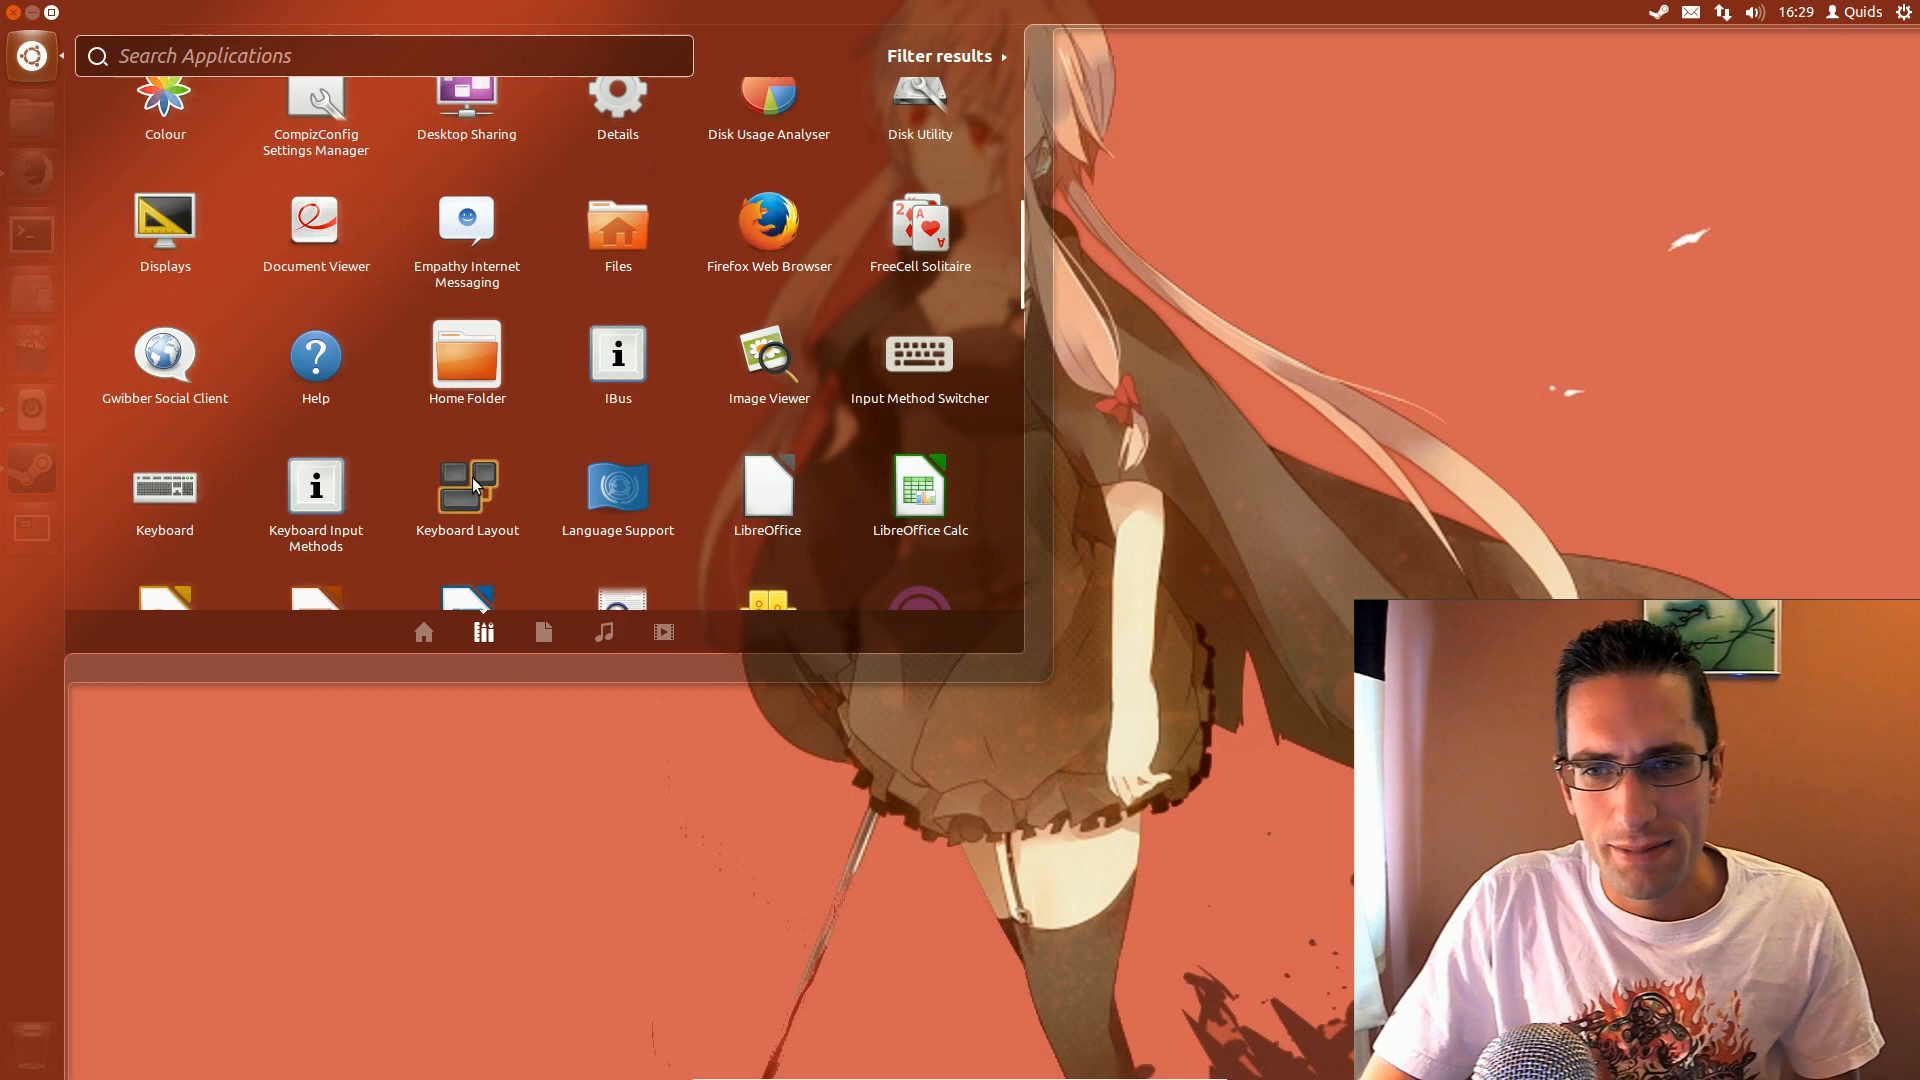 16:29 Quids
Search Applications
Filter results
Colour
CompizConfig
Settings Manager
Desktop Sharing
Details
Disk Usage Analyser
Disk Utility
Displays
Document Viewer
Empathy Internet
Messaging
Files
Firefox Web Browser
FreeCell Solitaire
2
A
A
Gwibber Social Client
Help
Home Folder
IBus
Image Viewer
Input Method Switcher
Keyboard
Keyboard Input
Methods
Keyboard Layout
Language Support
LibreOffice
LibreOffice Calc